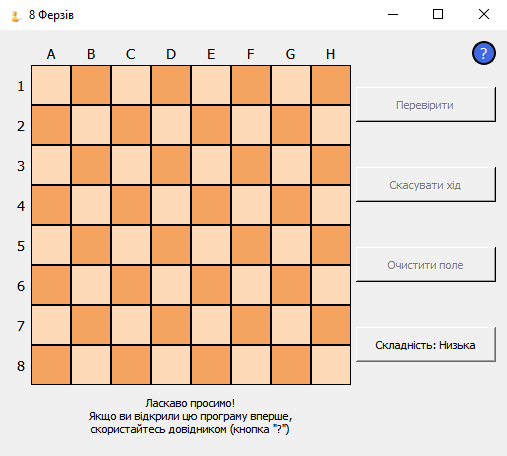 8 Ферзів
A B C D E F G H
?
1
Перевірити
2
3
Скасувати хід
4
5
Очистити поле
6
7
Складність: Низька
8
Ласкаво просимо!
Якщо ви відкрили цю програму вперше,
скористайтесь довідником (кнопка "?")